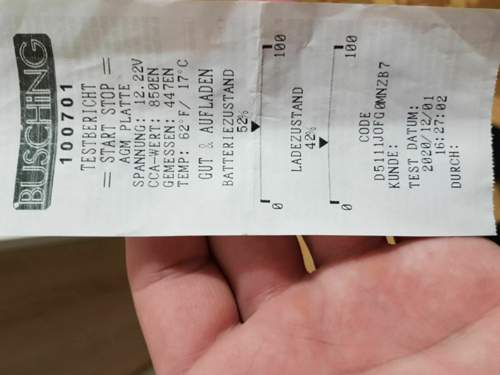 BUSCHING
100701
TESTBERICHT
== START STOP ==
AGM PLATTE
SPANNUNG: 12.22V
CCA-WERT: 850EN
GEMESSEN: 447EN
TEMP: 62°F/ 17°C
GUT & AUFLADEN
BATTERIEZUSTAND
52%
0 100
LADEZUSTAND
42%
0 100
CODE
D5111JOFG0MNZB7
KUNDE:
TEST DATUM:
2020/12/01
16:27:02
DURCH: